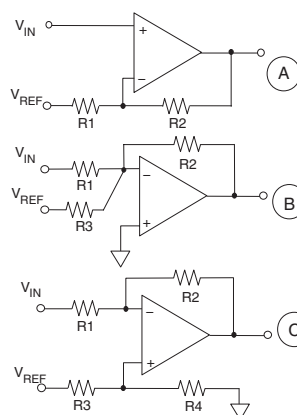 V_IN
+
−
A
V_REF
R1
R2
V_IN
R1
R2
−
V_REF
R3
+
B
V_IN
R1
R2
−
C
V_REF
+
R3
R4